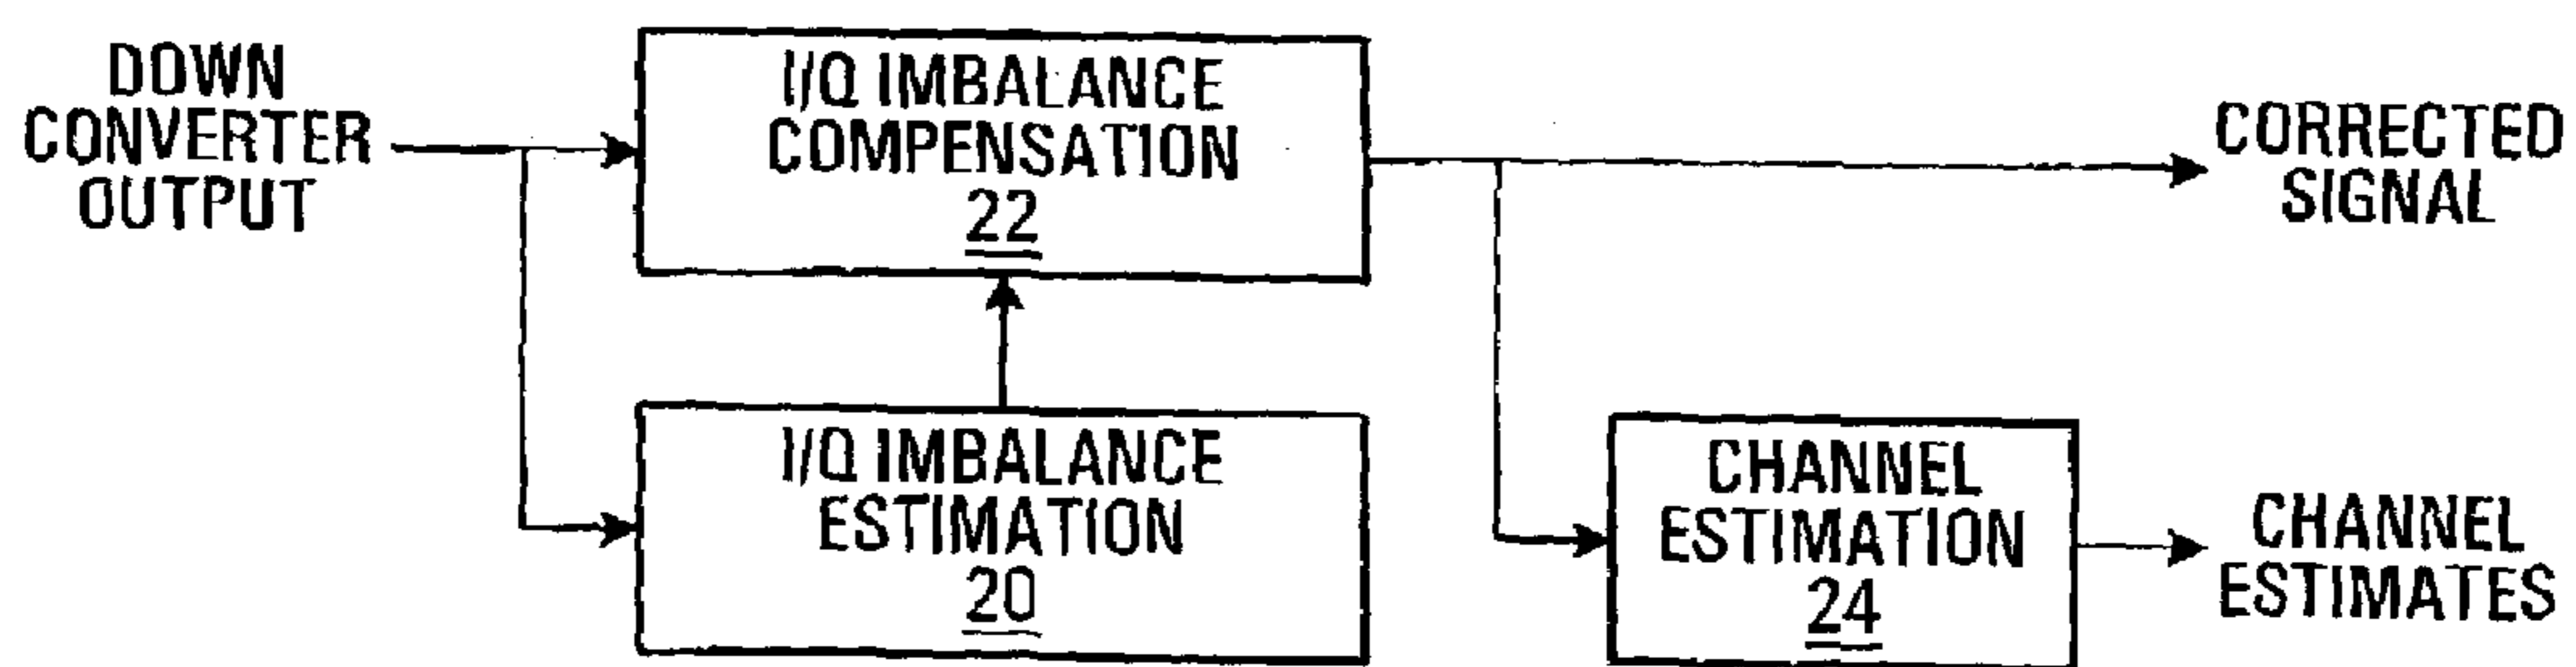 DOWN
CONVERTER
OUTPUT
I/Q IMBALANCE
COMPENSATION
22
CORRECTED
SIGNAL
I/Q IMBALANCE
ESTIMATION
20
CHANNEL
ESTIMATION
24
CHANNEL
ESTIMATES